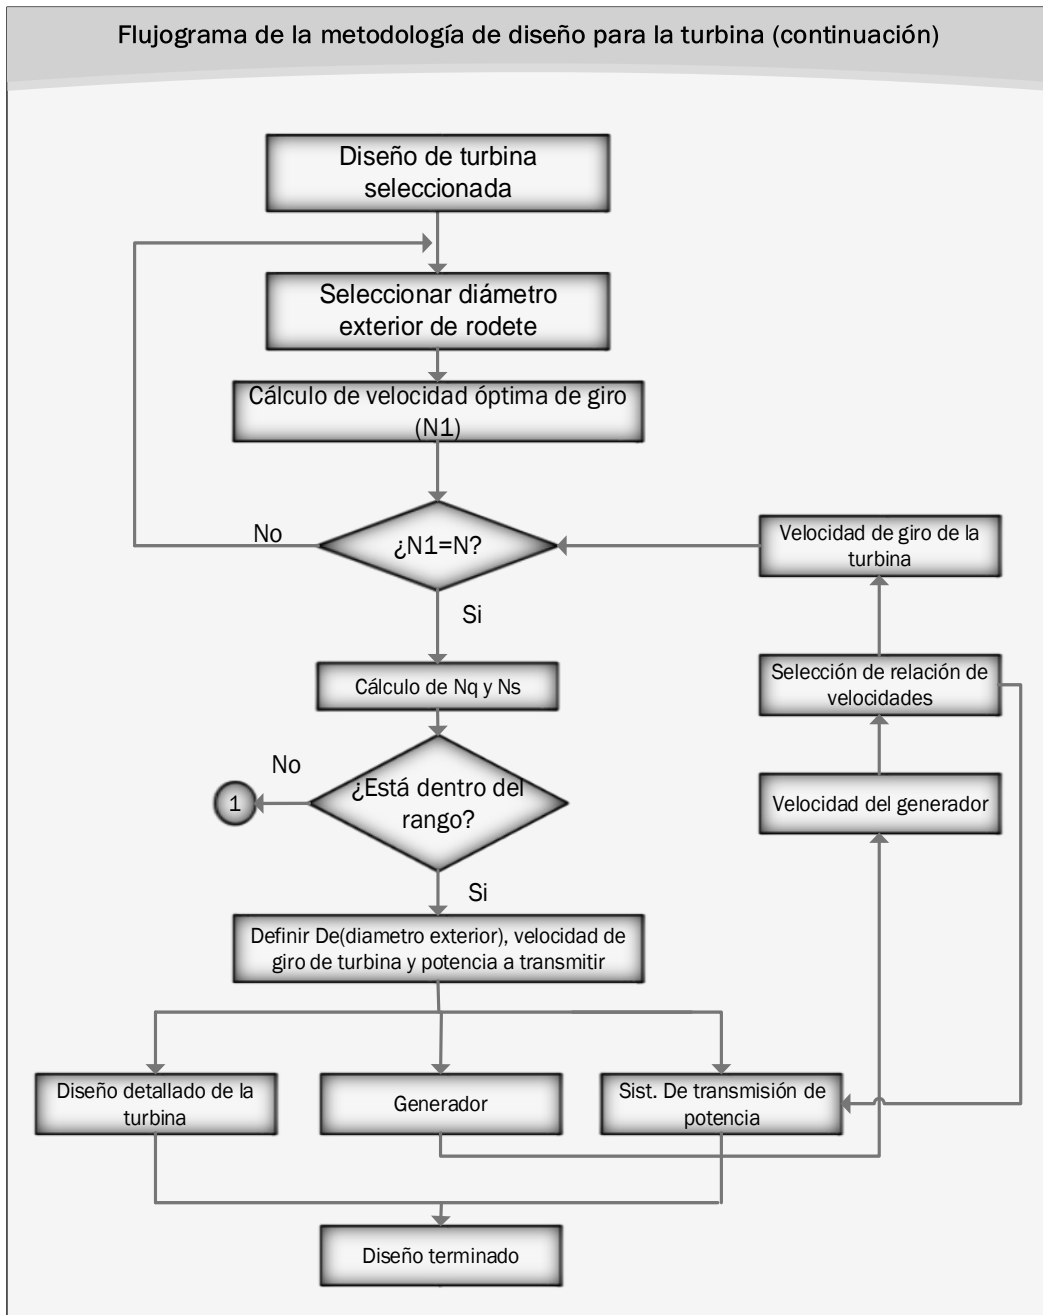 Flujograma de la metodología de diseño para la turbina (continuación)
Diseño de turbina
seleccionada
Seleccionar diámetro
exterior de rodete
Cálculo de velocidad óptima de giro
(N1)
No
¿N1=N?
Velocidad de giro de la
turbina
Si
Cálculo de Nq y Ns
Selección de relación de
velocidades
No
1
¿Está dentro del
rango?
Velocidad del generador
Si
Definir De(diametro exterior), velocidad de
giro de turbina y potencia a transmitir
Diseño detallado de la
turbina
Generador
Sist. De transmisión de
potencia
Diseño terminado